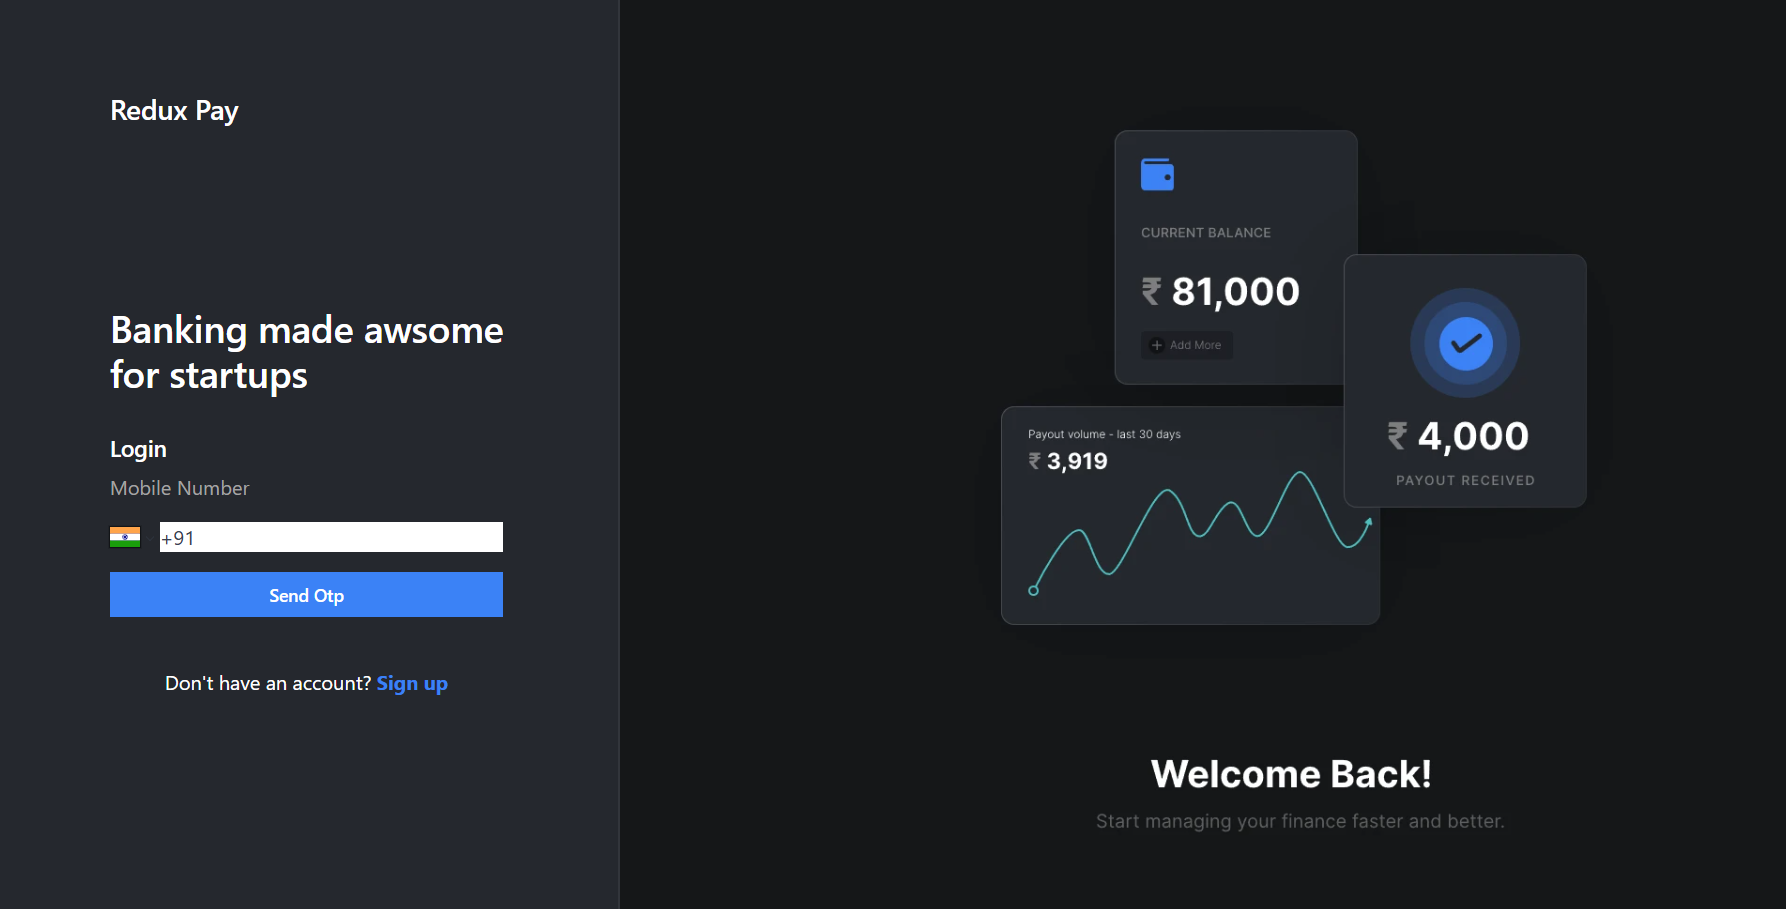 Redux Pay
Banking made awsome
for startups
Login
Mobile Number
+91
Send Otp
Don't have an account? Sign up
CURRENT BALANCE
₹ 81,000
Add More
₹ 4,000
PAYOUT RECEIVED
Payout volume - last 30 days
₹ 3,919
Welcome Back!
Start managing your finance faster and better.